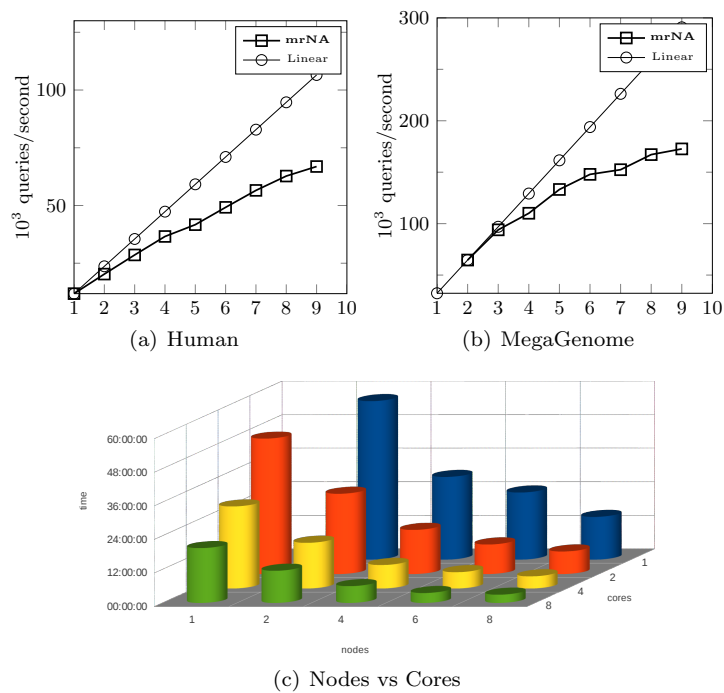 mrNA
Linear
10³ queries/second
100
50
1 2 3 4 5 6 7 8 9 10
(a) Human
mrNA
Linear
10³ queries/second
300
200
100
1 2 3 4 5 6 7 8 9 10
(b) MegaGenome
60:00:00
48:00:00
36:00:00
24:00:00
12:00:00
00:00:00
time
1 2 4 6 8
nodes
1
2
4
8
cores
(c) Nodes vs Cores